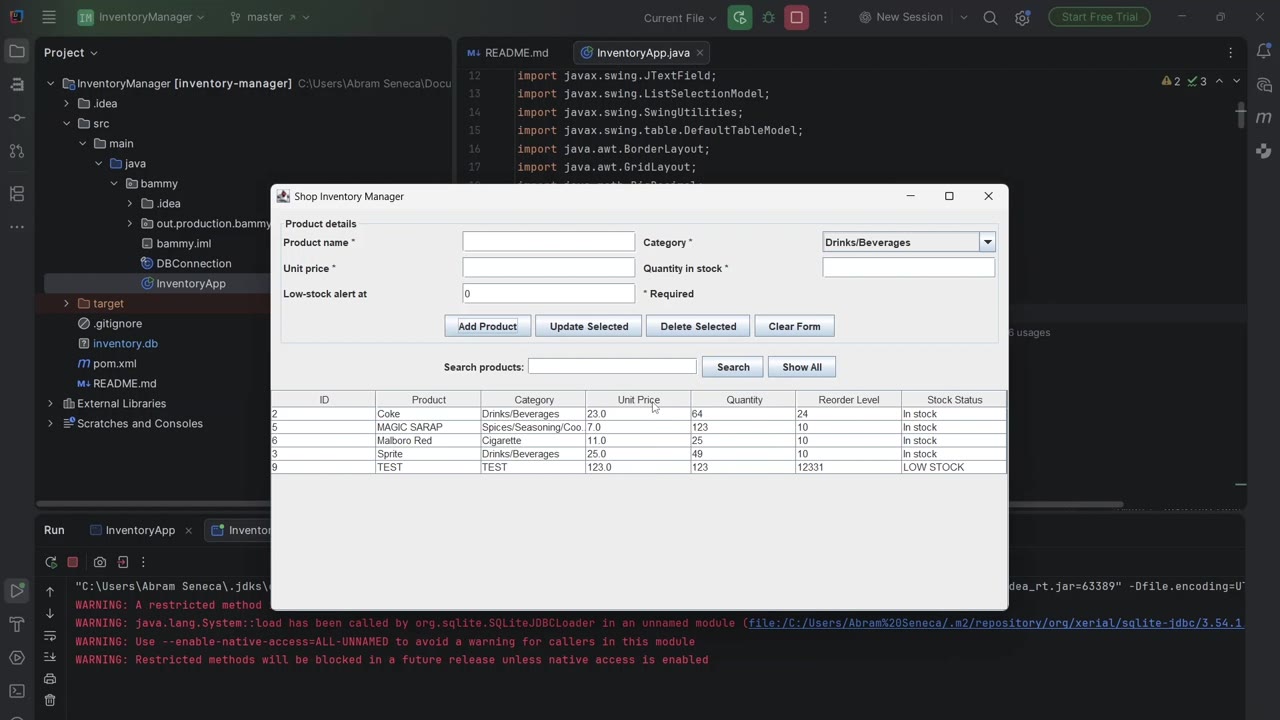 InventoryManager
master
Current File
New Session
Start Free Trial
Project
README.md
InventoryApp.java
InventoryManager [inventory-manager] C:\Users\Abram Seneca\Docu
.idea
src
main
java
bammy
.idea
out.production.bammy
bammy.iml
DBConnection
InventoryApp
target
.gitignore
inventory.db
pom.xml
README.md
External Libraries
Scratches and Consoles
12 import javax.swing.JTextField;
13 import javax.swing.ListSelectionModel;
14 import javax.swing.SwingUtilities;
15 import javax.swing.table.DefaultTableModel;
16 import java.awt.BorderLayout;
17 import java.awt.GridLayout;
2 3
6 usages
Shop Inventory Manager
Product details
Product name * Category * Drinks/Beverages
Unit price * Quantity in stock *
Low-stock alert at 0 * Required
Add Product Update Selected Delete Selected Clear Form
Search products: Search Show All
ID Product Category Unit Price Quantity Reorder Level Stock Status
2 Coke Drinks/Beverages 23.0 64 24 In stock
5 MAGIC SARAP Spices/Seasoning/Coo... 7.0 123 10 In stock
6 Malboro Red Cigarette 11.0 25 10 In stock
3 Sprite Drinks/Beverages 25.0 49 10 In stock
9 TEST TEST 123.0 123 12331 LOW STOCK
Run InventoryApp Invento
"C:\Users\Abram Seneca\.jdks\ dea_rt.jar=63389" -Dfile.encoding=U
WARNING: A restricted method
WARNING: java.lang.System::load has been called by org.sqlite.SQLiteJDBCLoader in an unnamed module (file:/C:/Users/Abram%20Seneca/.m2/repository/org/xerial/sqlite-jdbc/3.54.1
WARNING: Use --enable-native-access=ALL-UNNAMED to avoid a warning for callers in this module
WARNING: Restricted methods will be blocked in a future release unless native access is enabled